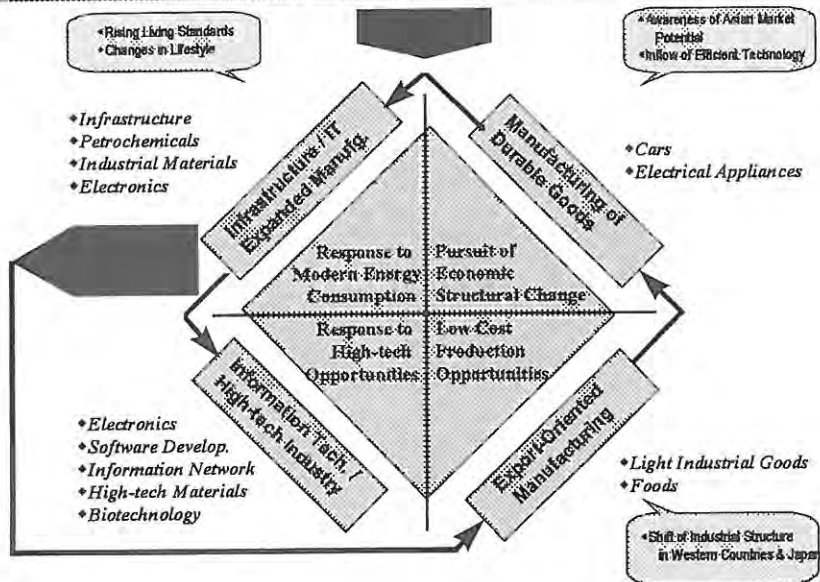 Rising Living Standards
Changes in Lifestyle
Awareness of Asian Market
Potential
Inflow of Efficient Technology
Infrastructure
Petrochemicals
Industrial Materials
Electronics
Infrastructure / IT
Expanded Manufg.
Manufacturing of
Durable Goods
Cars
Electrical Appliances
Response to
Modern Energy
Consumption
Pursuit of
Economic
Structural Change
Response to
High-tech
Opportunities
Low Cost
Production
Opportunities
Information Tech. /
High-tech Industry
Export-Oriented
Manufacturing
Electronics
Software Develop.
Information Network
High-tech Materials
Biotechnology
Light Industrial Goods
Foods
Shift of Industrial Structure
in Western Countries & Japan